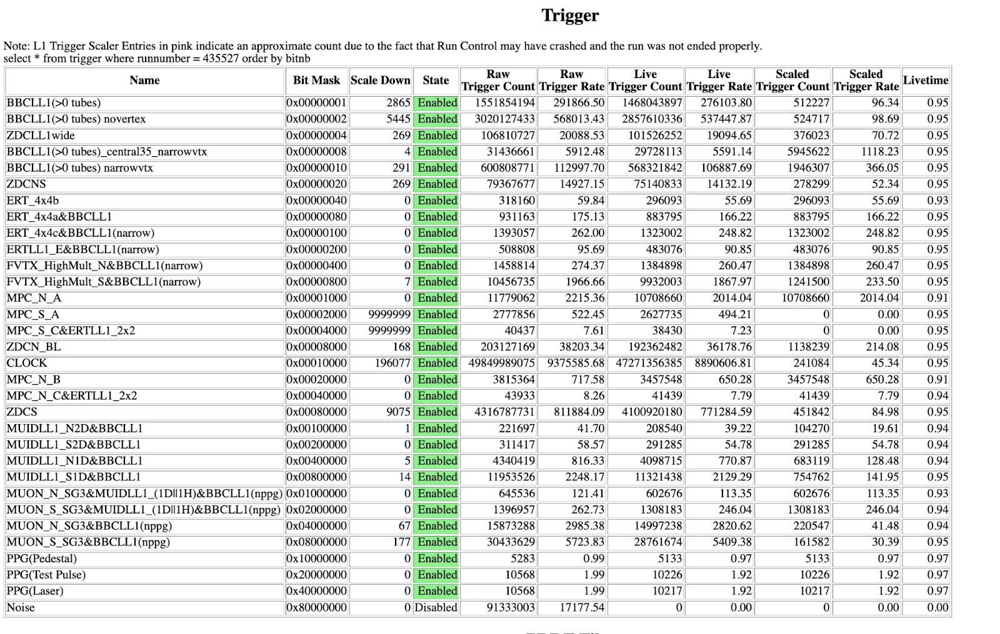 Trigger
Note: L1 Trigger Scaler Entries in pink indicate an approximate count due to the fact that Run Control may have crashed and the run was not ended properly.
select * from trigger where runnumber = 435527 order by bitnb
Name Bit Mask Scale Down State Raw Trigger Count Raw Trigger Rate Live Trigger Count Live Trigger Rate Scaled Trigger Count Scaled Trigger Rate Livetime
BBCLL1(>0 tubes) 0x00000001 2865 Enabled 1551854194 291866.50 1468043897 276103.80 512227 96.34 0.95
BBCLL1(>0 tubes) novertex 0x00000002 5445 Enabled 3020127433 568013.43 2857610336 537447.87 524717 98.69 0.95
ZDCLL1wide 0x00000004 269 Enabled 106810727 20088.53 101526252 19094.65 376023 70.72 0.95
BBCLL1(>0 tubes)_central35_narrowvtx 0x00000008 4 Enabled 31436661 5912.48 29728113 5591.14 5945622 1118.23 0.95
BBCLL1(>0 tubes) narrowvtx 0x00000010 291 Enabled 600808771 112997.70 568321842 106887.69 1946307 366.05 0.95
ZDCNS 0x00000020 269 Enabled 79367677 14927.15 75140833 14132.19 278299 52.34 0.95
ERT_4x4b 0x00000040 0 Enabled 318160 59.84 296093 55.69 296093 55.69 0.93
ERT_4x4a&BBCLL1 0x00000080 0 Enabled 931163 175.13 883795 166.22 883795 166.22 0.95
ERT_4x4c&BBCLL1(narrow) 0x00000100 0 Enabled 1393057 262.00 1323002 248.82 1323002 248.82 0.95
ERTLL1_E&BBCLL1(narrow) 0x00000200 0 Enabled 508808 95.69 483076 90.85 483076 90.85 0.95
FVTX_HighMult_N&BBCLL1(narrow) 0x00000400 0 Enabled 1458814 274.37 1384898 260.47 1384898 260.47 0.95
FVTX_HighMult_S&BBCLL1(narrow) 0x00000800 7 Enabled 10456735 1966.66 9932003 1867.97 1241500 233.50 0.95
MPC_N_A 0x00001000 0 Enabled 11779062 2215.36 10708660 2014.04 10708660 2014.04 0.91
MPC_S_A 0x00002000 9999999 Enabled 2777856 522.45 2627735 494.21 0 0.00 0.95
MPC_S_C&ERTLL1_2x2 0x00004000 9999999 Enabled 40437 7.61 38430 7.23 0 0.00 0.95
ZDCN_BL 0x00008000 168 Enabled 203127169 38203.34 192362482 36178.76 1138239 214.08 0.95
CLOCK 0x00010000 196077 Enabled 49849989075 9375585.68 47271356385 8890606.81 241084 45.34 0.95
MPC_N_B 0x00020000 0 Enabled 3815364 717.58 3457548 650.28 3457548 650.28 0.91
MPC_N_C&ERTLL1_2x2 0x00040000 0 Enabled 43933 8.26 41439 7.79 41439 7.79 0.94
ZDCS 0x00080000 9075 Enabled 4316787731 811884.09 4100920180 771284.59 451842 84.98 0.95
MUIDLL1_N2D&BBCLL1 0x00100000 1 Enabled 221697 41.70 208540 39.22 104270 19.61 0.94
MUIDLL1_S2D&BBCLL1 0x00200000 0 Enabled 311417 58.57 291285 54.78 291285 54.78 0.94
MUIDLL1_N1D&BBCLL1 0x00400000 5 Enabled 4340419 816.33 4098715 770.87 683119 128.48 0.94
MUIDLL1_S1D&BBCLL1 0x00800000 14 Enabled 11953526 2248.17 11321438 2129.29 754762 141.95 0.95
MUON_N_SG3&MUIDLL1_(1D||1H)&BBCLL1(nppg) 0x01000000 0 Enabled 645536 121.41 602676 113.35 602676 113.35 0.93
MUON_S_SG3&MUIDLL1_(1D||1H)&BBCLL1(nppg) 0x02000000 0 Enabled 1396957 262.73 1308183 246.04 1308183 246.04 0.94
MUON_N_SG3&BBCLL1(nppg) 0x04000000 67 Enabled 15873288 2985.38 14997238 2820.62 220547 41.48 0.94
MUON_S_SG3&BBCLL1(nppg) 0x08000000 177 Enabled 30433629 5723.83 28761674 5409.38 161582 30.39 0.95
PPG(Pedestal) 0x10000000 0 Enabled 5283 0.99 5133 0.97 5133 0.97 0.97
PPG(Test Pulse) 0x20000000 0 Enabled 10568 1.99 10226 1.92 10226 1.92 0.97
PPG(Laser) 0x40000000 0 Enabled 10568 1.99 10217 1.92 10217 1.92 0.97
Noise 0x80000000 0 Disabled 91333003 17177.54 0 0.00 0 0.00 0.00